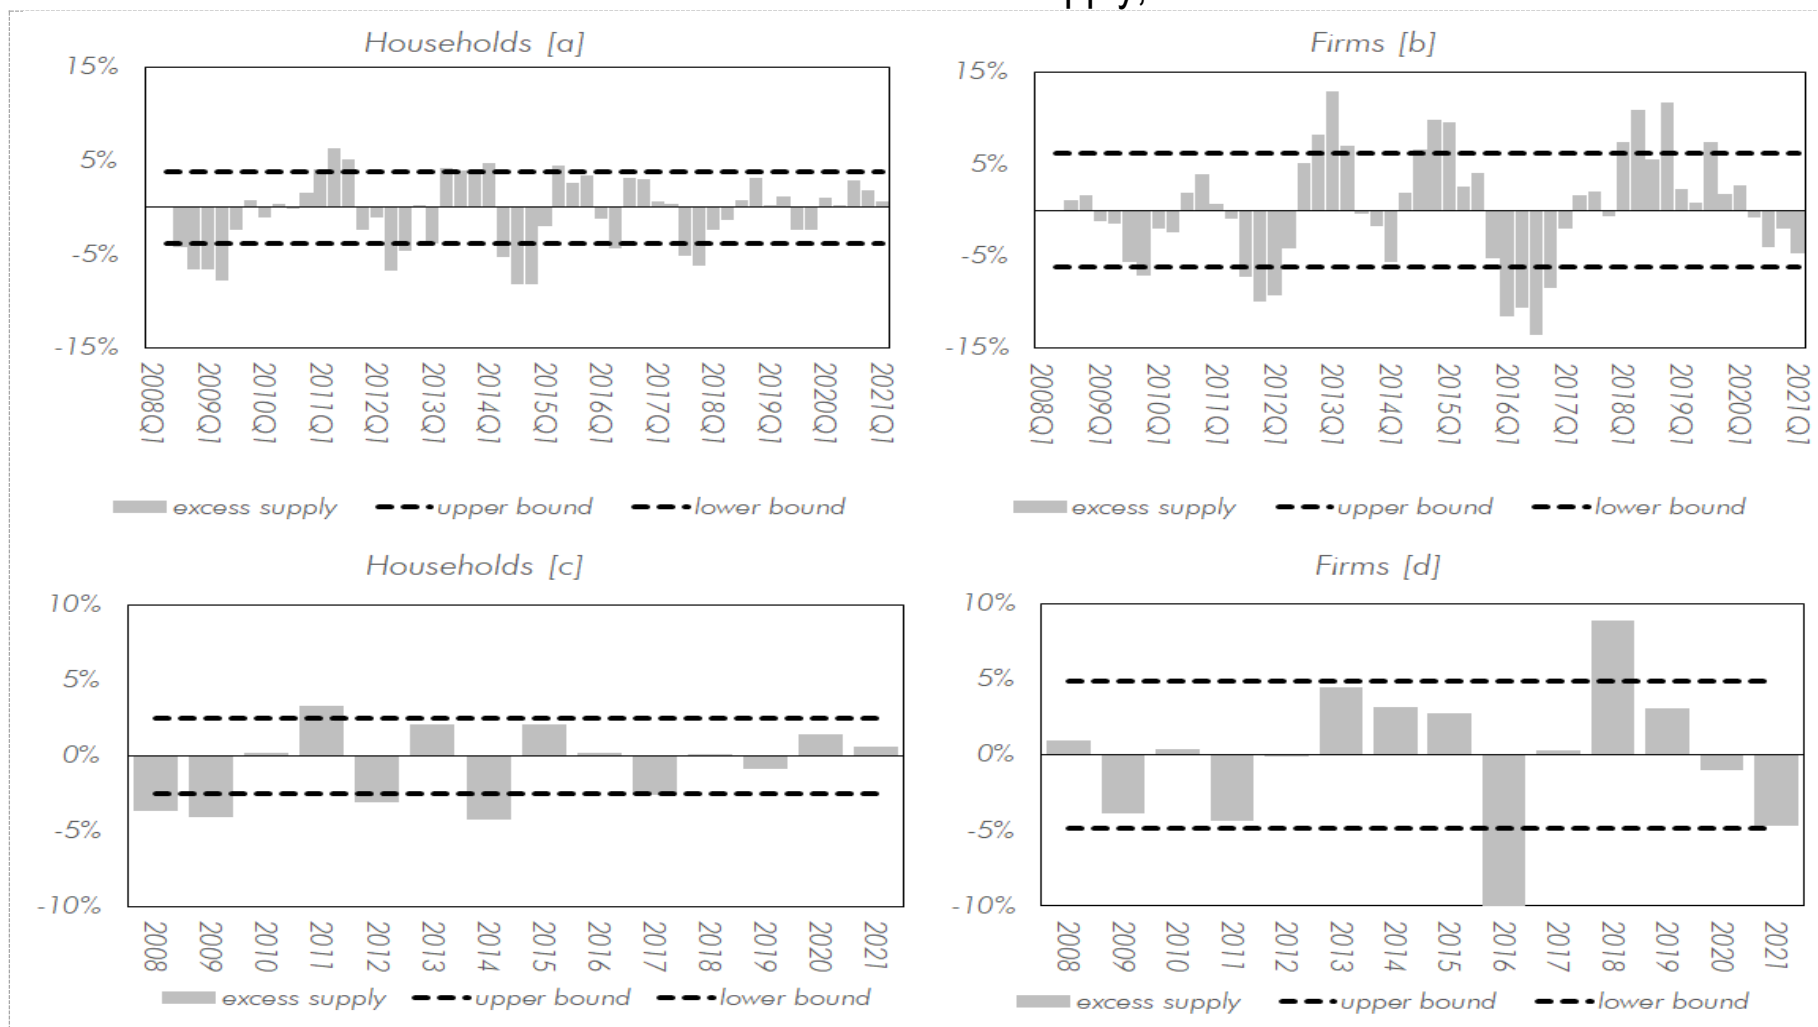 Households [a]
15%
5%
-5%
-15%
2008Q1
2009Q1
2010Q1
2011Q1
2012Q1
2013Q1
2014Q1
2015Q1
2016Q1
2017Q1
2018Q1
2019Q1
2020Q1
2021Q1
excess supply upper bound lower bound
Firms [b]
15%
5%
-5%
-15%
2008Q1
2009Q1
2010Q1
2011Q1
2012Q1
2013Q1
2014Q1
2015Q1
2016Q1
2017Q1
2018Q1
2019Q1
2020Q1
2021Q1
excess supply upper bound lower bound
Households [c]
10%
5%
0%
-5%
-10%
2008
2009
2010
2011
2012
2013
2014
2015
2016
2017
2018
2019
2020
2021
excess supply upper bound lower bound
Firms [d]
10%
5%
0%
-5%
-10%
2008
2009
2010
2011
2012
2013
2014
2015
2016
2017
2018
2019
2020
2021
excess supply upper bound lower bound